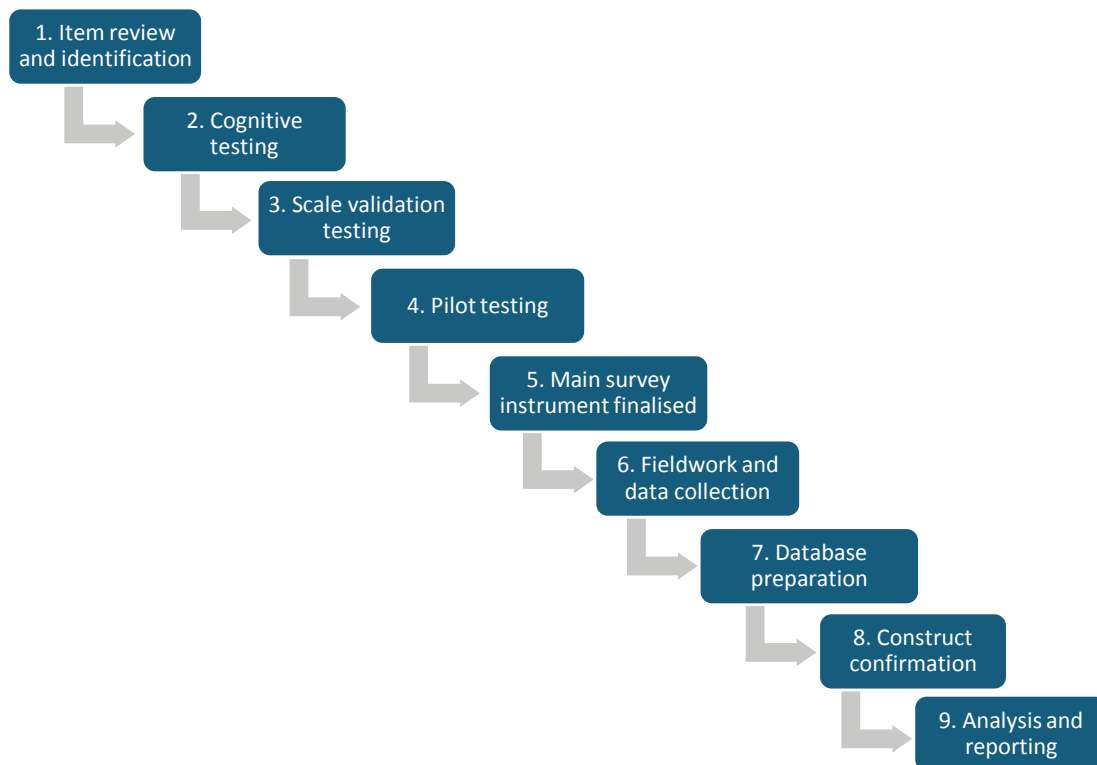 1. Item review
and identification
2. Cognitive
testing
3. Scale validation
testing
4. Pilot testing
5. Main survey
instrument finalised
6. Fieldwork and
data collection
7. Database
preparation
8. Construct
confirmation
9. Analysis and
reporting